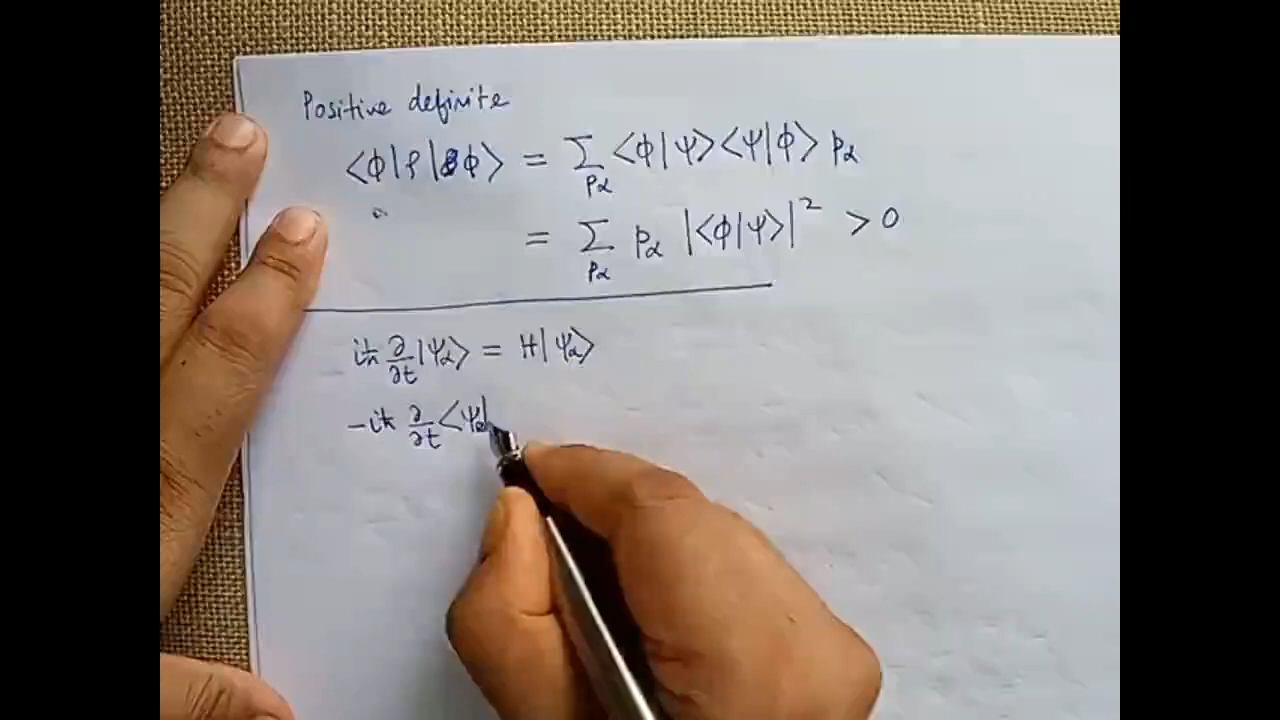 Positive definite
<ϕ|ρ|ϕ> = Σ_{pα} <ϕ|Ψ><Ψ|ϕ> pα
= Σ_{pα} pα |<ϕ|Ψ>|² > 0
iℏ ∂/∂t |Ψα> = H|Ψα>
-iℏ ∂/∂t <Ψα|